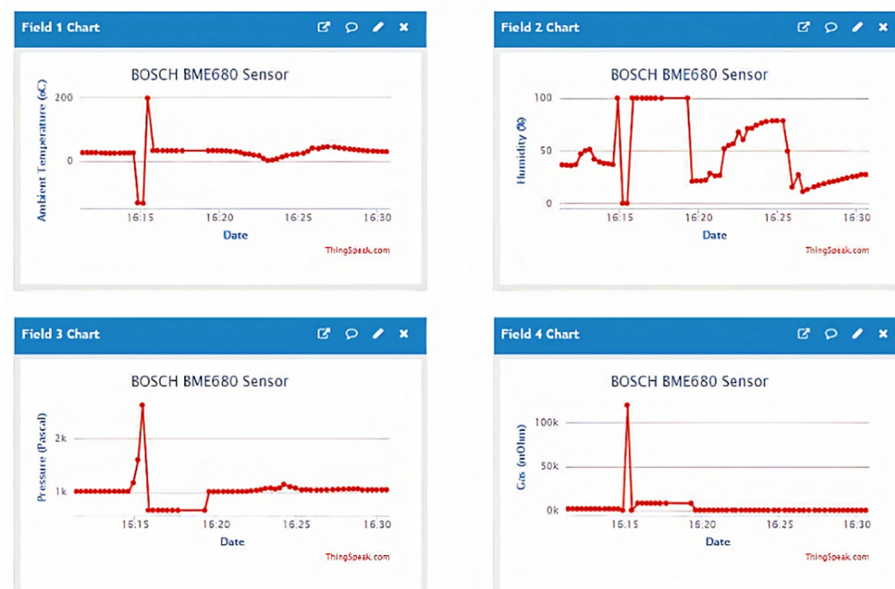 Field 1 Chart
BOSCH BME680 Sensor
Ambient Temperature (oC)
200
0
16:15
16:20
16:25
16:30
Date
ThingSpeak.com
Field 2 Chart
BOSCH BME680 Sensor
Humidity (%)
100
50
0
16:15
16:20
16:25
16:30
Date
ThingSpeak.com
Field 3 Chart
BOSCH BME680 Sensor
Pressure (Pascal)
2k
1k
16:15
16:20
16:25
16:30
Date
ThingSpeak.com
Field 4 Chart
BOSCH BME680 Sensor
Gas (mOhm)
100k
50k
0k
16:15
16:20
16:25
16:30
Date
ThingSpeak.com